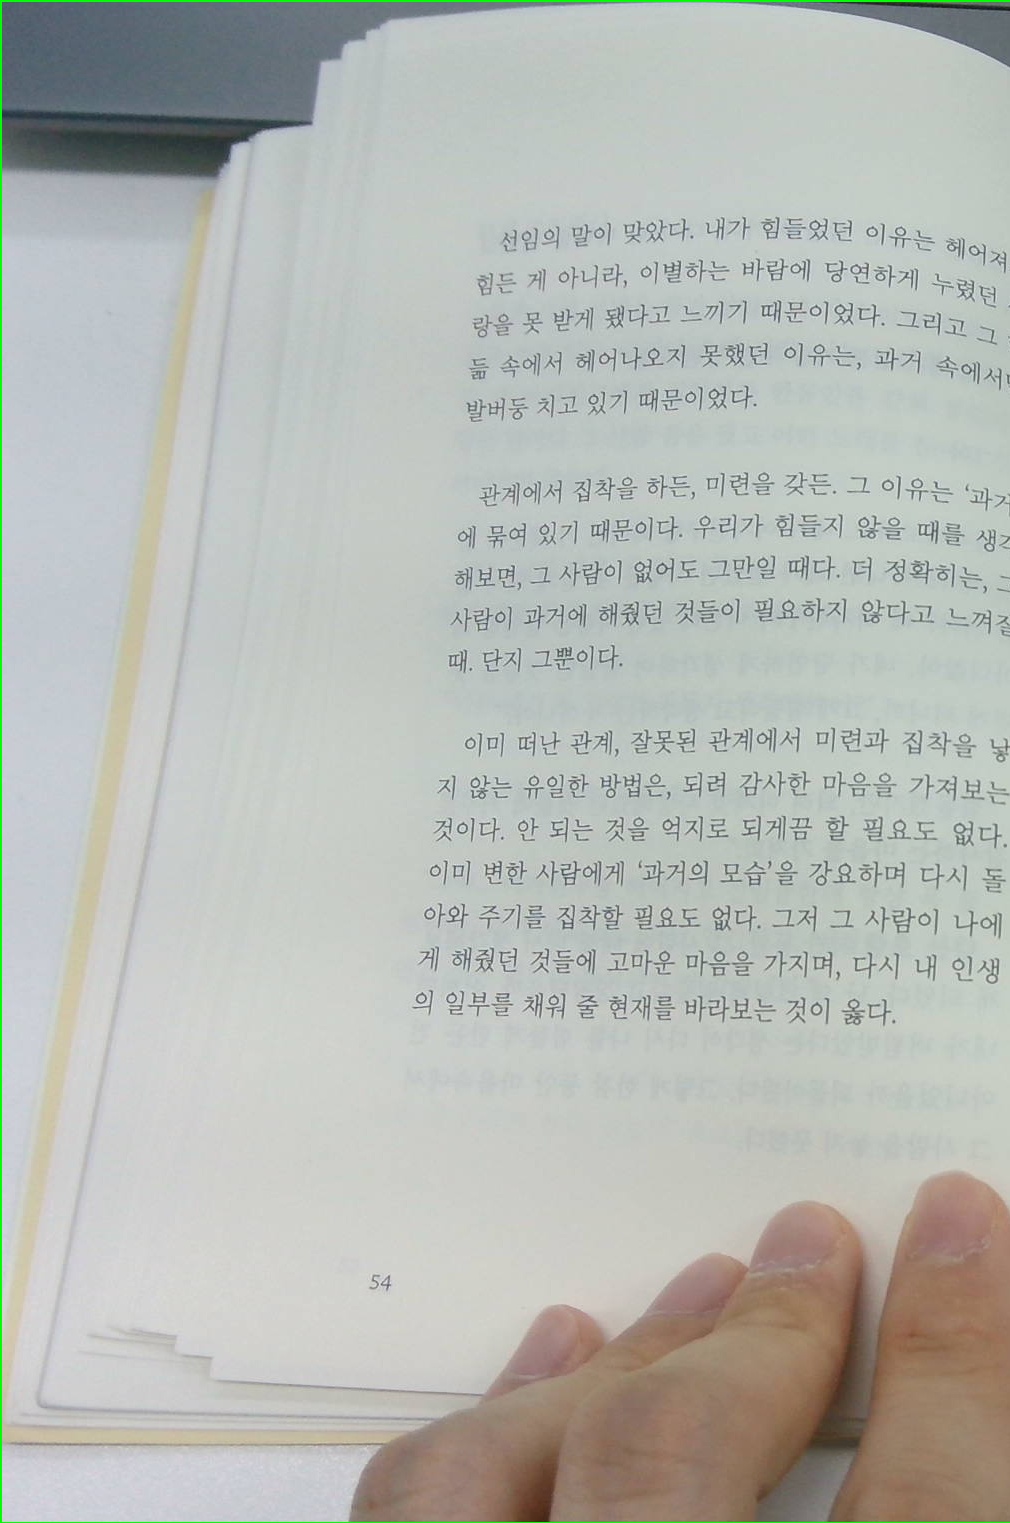 선임의 말이 맞았다. 내가 힘들었던 이유는 헤어져
힘든 게 아니라, 이별하는 바람에 당연하게 누렸던
랑을 못 받게 됐다고 느끼기 때문이었다. 그리고 그
듦 속에서 헤어나오지 못했던 이유는, 과거 속에서
발버둥 치고 있기 때문이었다.
관계에서 집착을 하든, 미련을 갖든. 그 이유는 ‘과거
에 묶여 있기 때문이다. 우리가 힘들지 않을 때를 생각
해보면, 그 사람이 없어도 그만일 때다. 더 정확히는,
사람이 과거에 해줬던 것들이 필요하지 않다고 느껴질
때. 단지 그뿐이다.
이미 떠난 관계, 잘못된 관계에서 미련과 집착을 낳
지 않는 유일한 방법은, 되려 감사한 마음을 가져보는
것이다. 안 되는 것을 억지로 되게끔 할 필요도 없다.
이미 변한 사람에게 ‘과거의 모습’을 강요하며 다시 돌
아와 주기를 집착할 필요도 없다. 그저 그 사람이 나에
게 해줬던 것들에 고마운 마음을 가지며, 다시 내 인생
의 일부를 채워 줄 현재를 바라보는 것이 옳다.
54